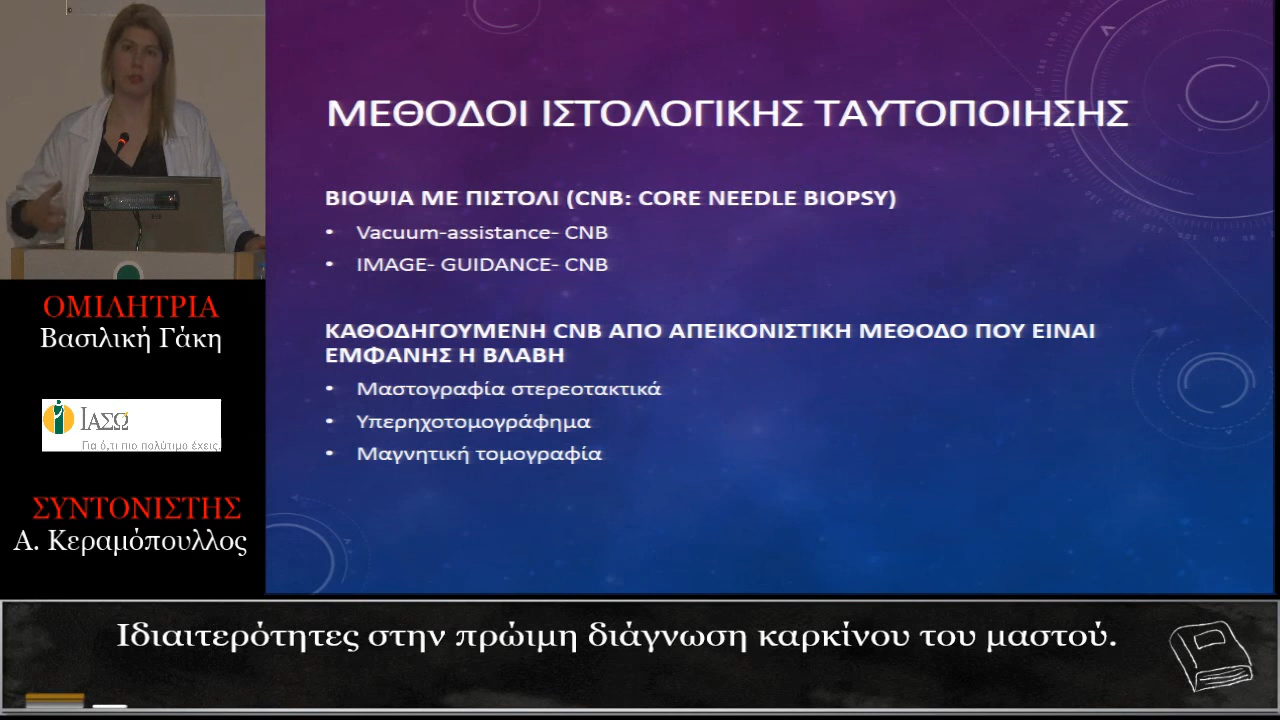 ΜΕΘΟΔΟΙ ΙΣΤΟΛΟΓΙΚΗΣ ΤΑΥΤΟΠΟΙΗΣΗΣ
ΒΙΟΨΙΑ ΜΕ ΠΙΣΤΟΛΙ (CNB: CORE NEEDLE BIOPSY)
• Vacuum-assistance- CNB
• IMAGE- GUIDANCE- CNB
ΚΑΘΟΔΗΓΟΥΜΕΝΗ CNB ΑΠΟ ΑΠΕΙΚΟΝΙΣΤΙΚΗ ΜΕΘΟΔΟ ΠΟΥ ΕΙΝΑΙ
ΕΜΦΑΝΗΣ Η ΒΛΑΒΗ
• Μαστογραφία στερεοτακτικά
• Υπερηχοτομογράφημα
• Μαγνητική τομογραφία
ΟΜΙΛΗΤΡΙΑ
Βασιλική Γάκη
ΙΑΣΩ
Για ό,τι πιο πολύτιμο έχεις.
ΣΥΝΤΟΝΙΣΤΗΣ
Α. Κεραμόπουλλος
Ιδιαιτερότητες στην πρώιμη διάγνωση καρκίνου του μαστού.